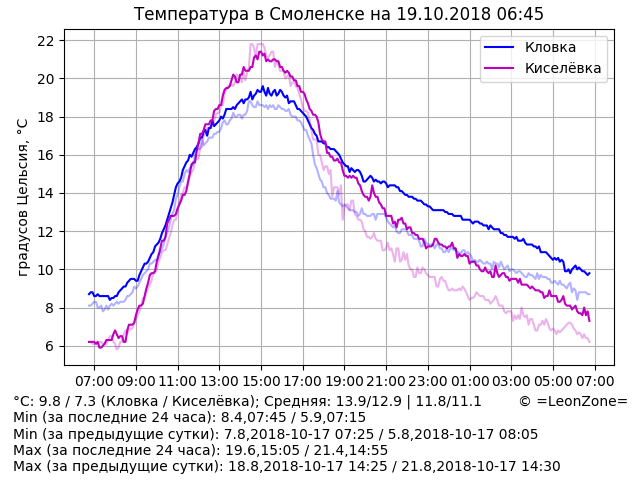 Температура в Смоленске на 19.10.2018 06:45
градусов Цельсия, °C
22
20
18
16
14
12
10
8
6
Кловка
Киселёвка
07:00 09:00 11:00 13:00 15:00 17:00 19:00 21:00 23:00 01:00 03:00 05:00 07:00
°C: 9.8 / 7.3 (Кловка / Киселёвка); Средняя: 13.9/12.9 | 11.8/11.1 © =LeonZone=
Min (за последние 24 часа): 8.4,07:45 / 5.9,07:15
Min (за предыдущие сутки): 7.8,2018-10-17 07:25 / 5.8,2018-10-17 08:05
Max (за последние 24 часа): 19.6,15:05 / 21.4,14:55
Max (за предыдущие сутки): 18.8,2018-10-17 14:25 / 21.8,2018-10-17 14:30